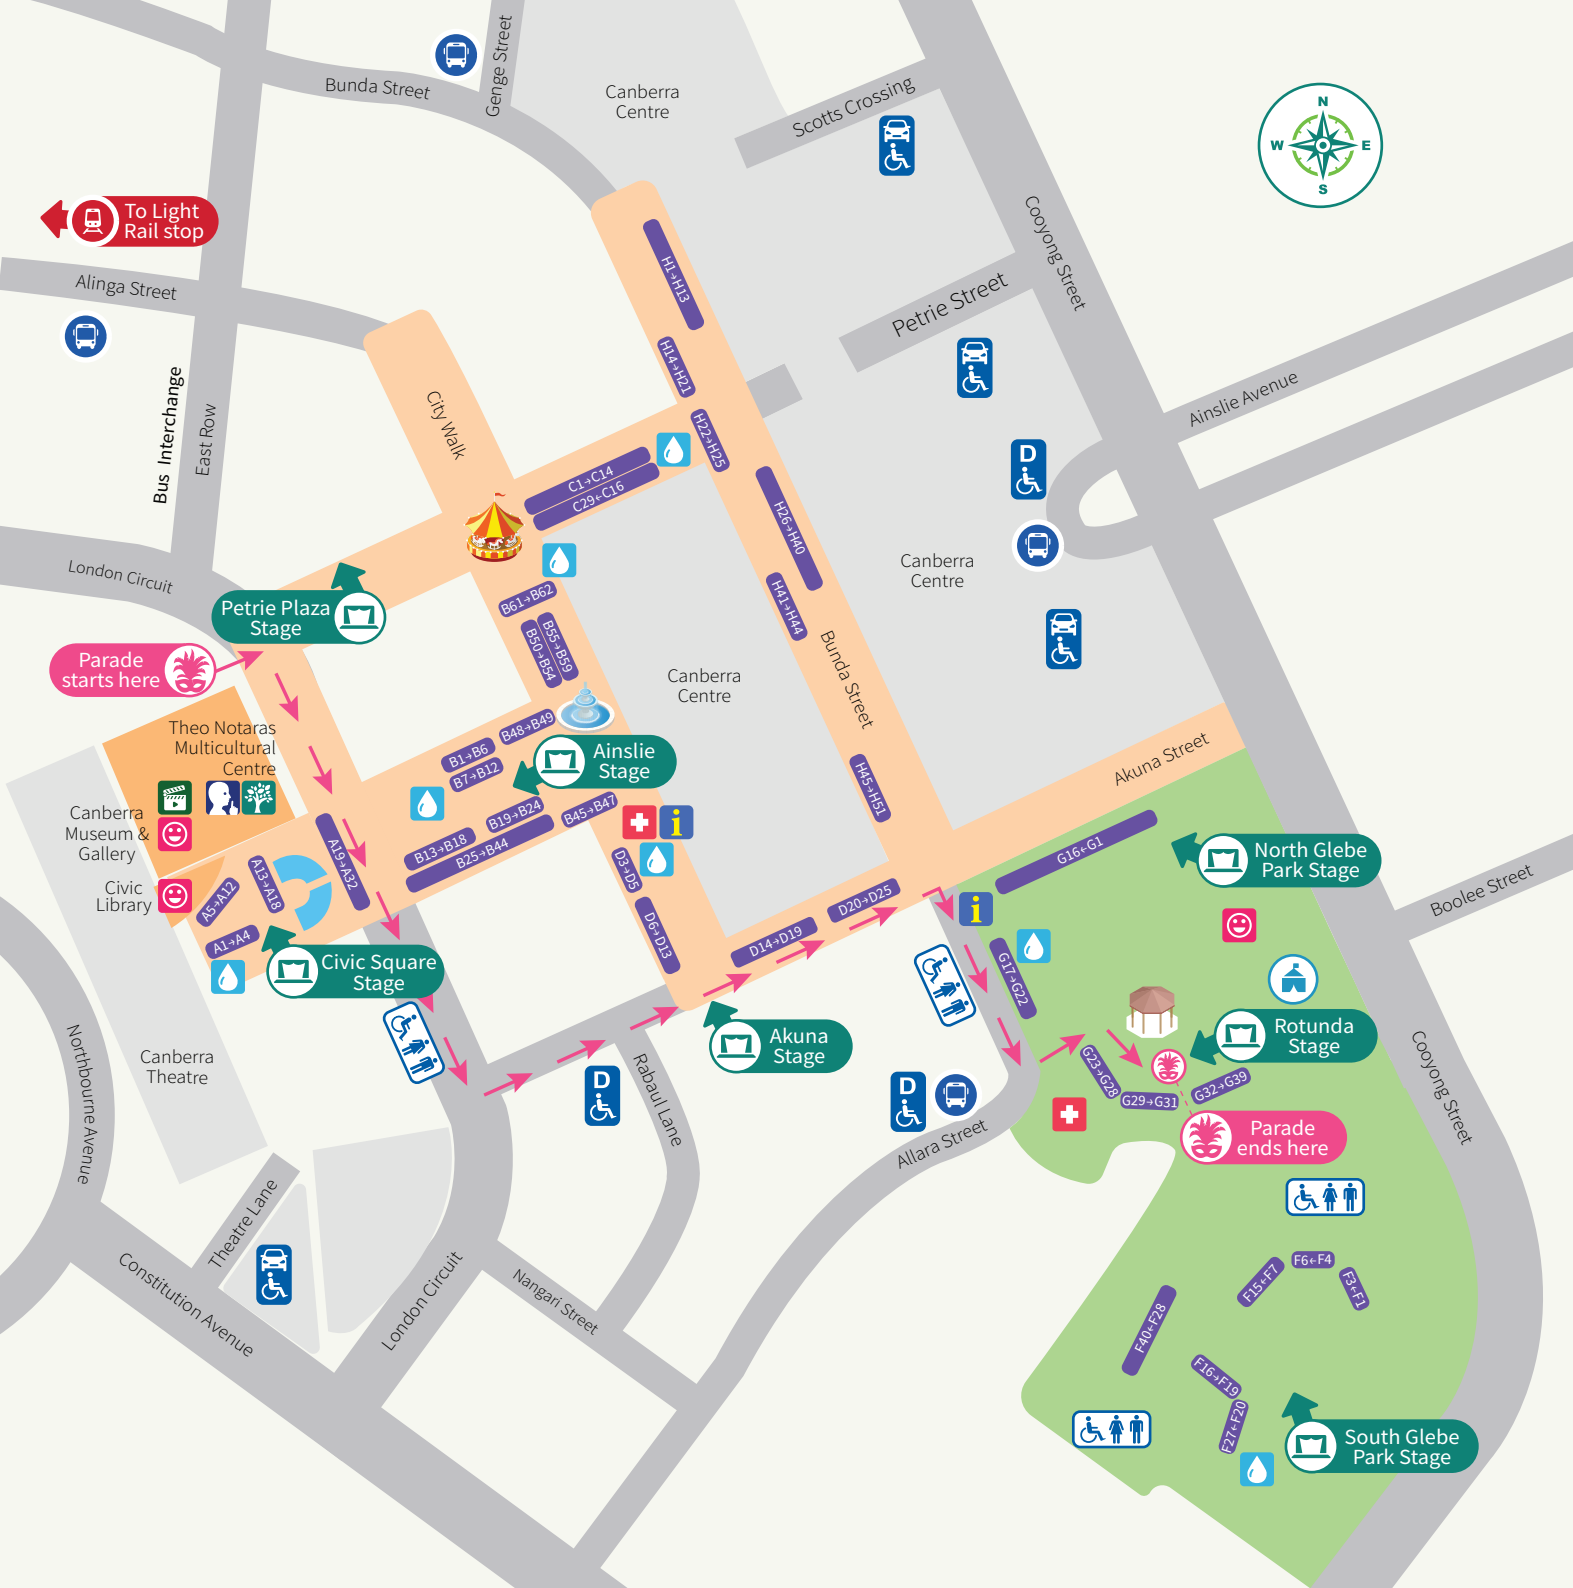 Bunda Street
Genge Street
Canberra
Centre
Scotts Crossing
N
W
E
S
Cooyong Street
To Light
Rail stop
Alinga Street
H1→H13
Petrie Street
H14→H21
City Walk
Bus Interchange
East Row
Ainslie Avenue
H22→H25
C1→C14
C29←C16
D
H26→H40
London Circuit
Canberra
Centre
Petrie Plaza
Stage
B61→B62
H41→H44
B50→B54
B55→B59
Parade
starts here
Canberra
Centre
Bunda Street
Theo Notaras
Multicultural
Centre
B48→B49
B1→B6
B7→B12
Ainslie
Stage
Akuna Street
H45→H51
Canberra
Museum &
Gallery
B19→B24
B45→B47
i
B13→B18
B25→B44
G16←G1
North Glebe
Park Stage
A19→A32
D3→D5
Civic
Library
A5→A12
A13→A18
Boolee Street
D20→D25
i
A1→A4
D6→D13
D14→D19
Civic Square
Stage
G17→G22
Northbourne Avenue
Canberra
Theatre
Akuna
Stage
Rotunda
Stage
Cooyong Street
Rabaul Lane
D
D
G23→G28
G29→G31
G32→G39
Allara Street
Parade
ends here
Theatre Lane
Constitution Avenue
London Circuit
Nangari Street
F6←F4
F15←F7
F3←F1
F40←F28
F16→F19
F27←F20
South Glebe
Park Stage